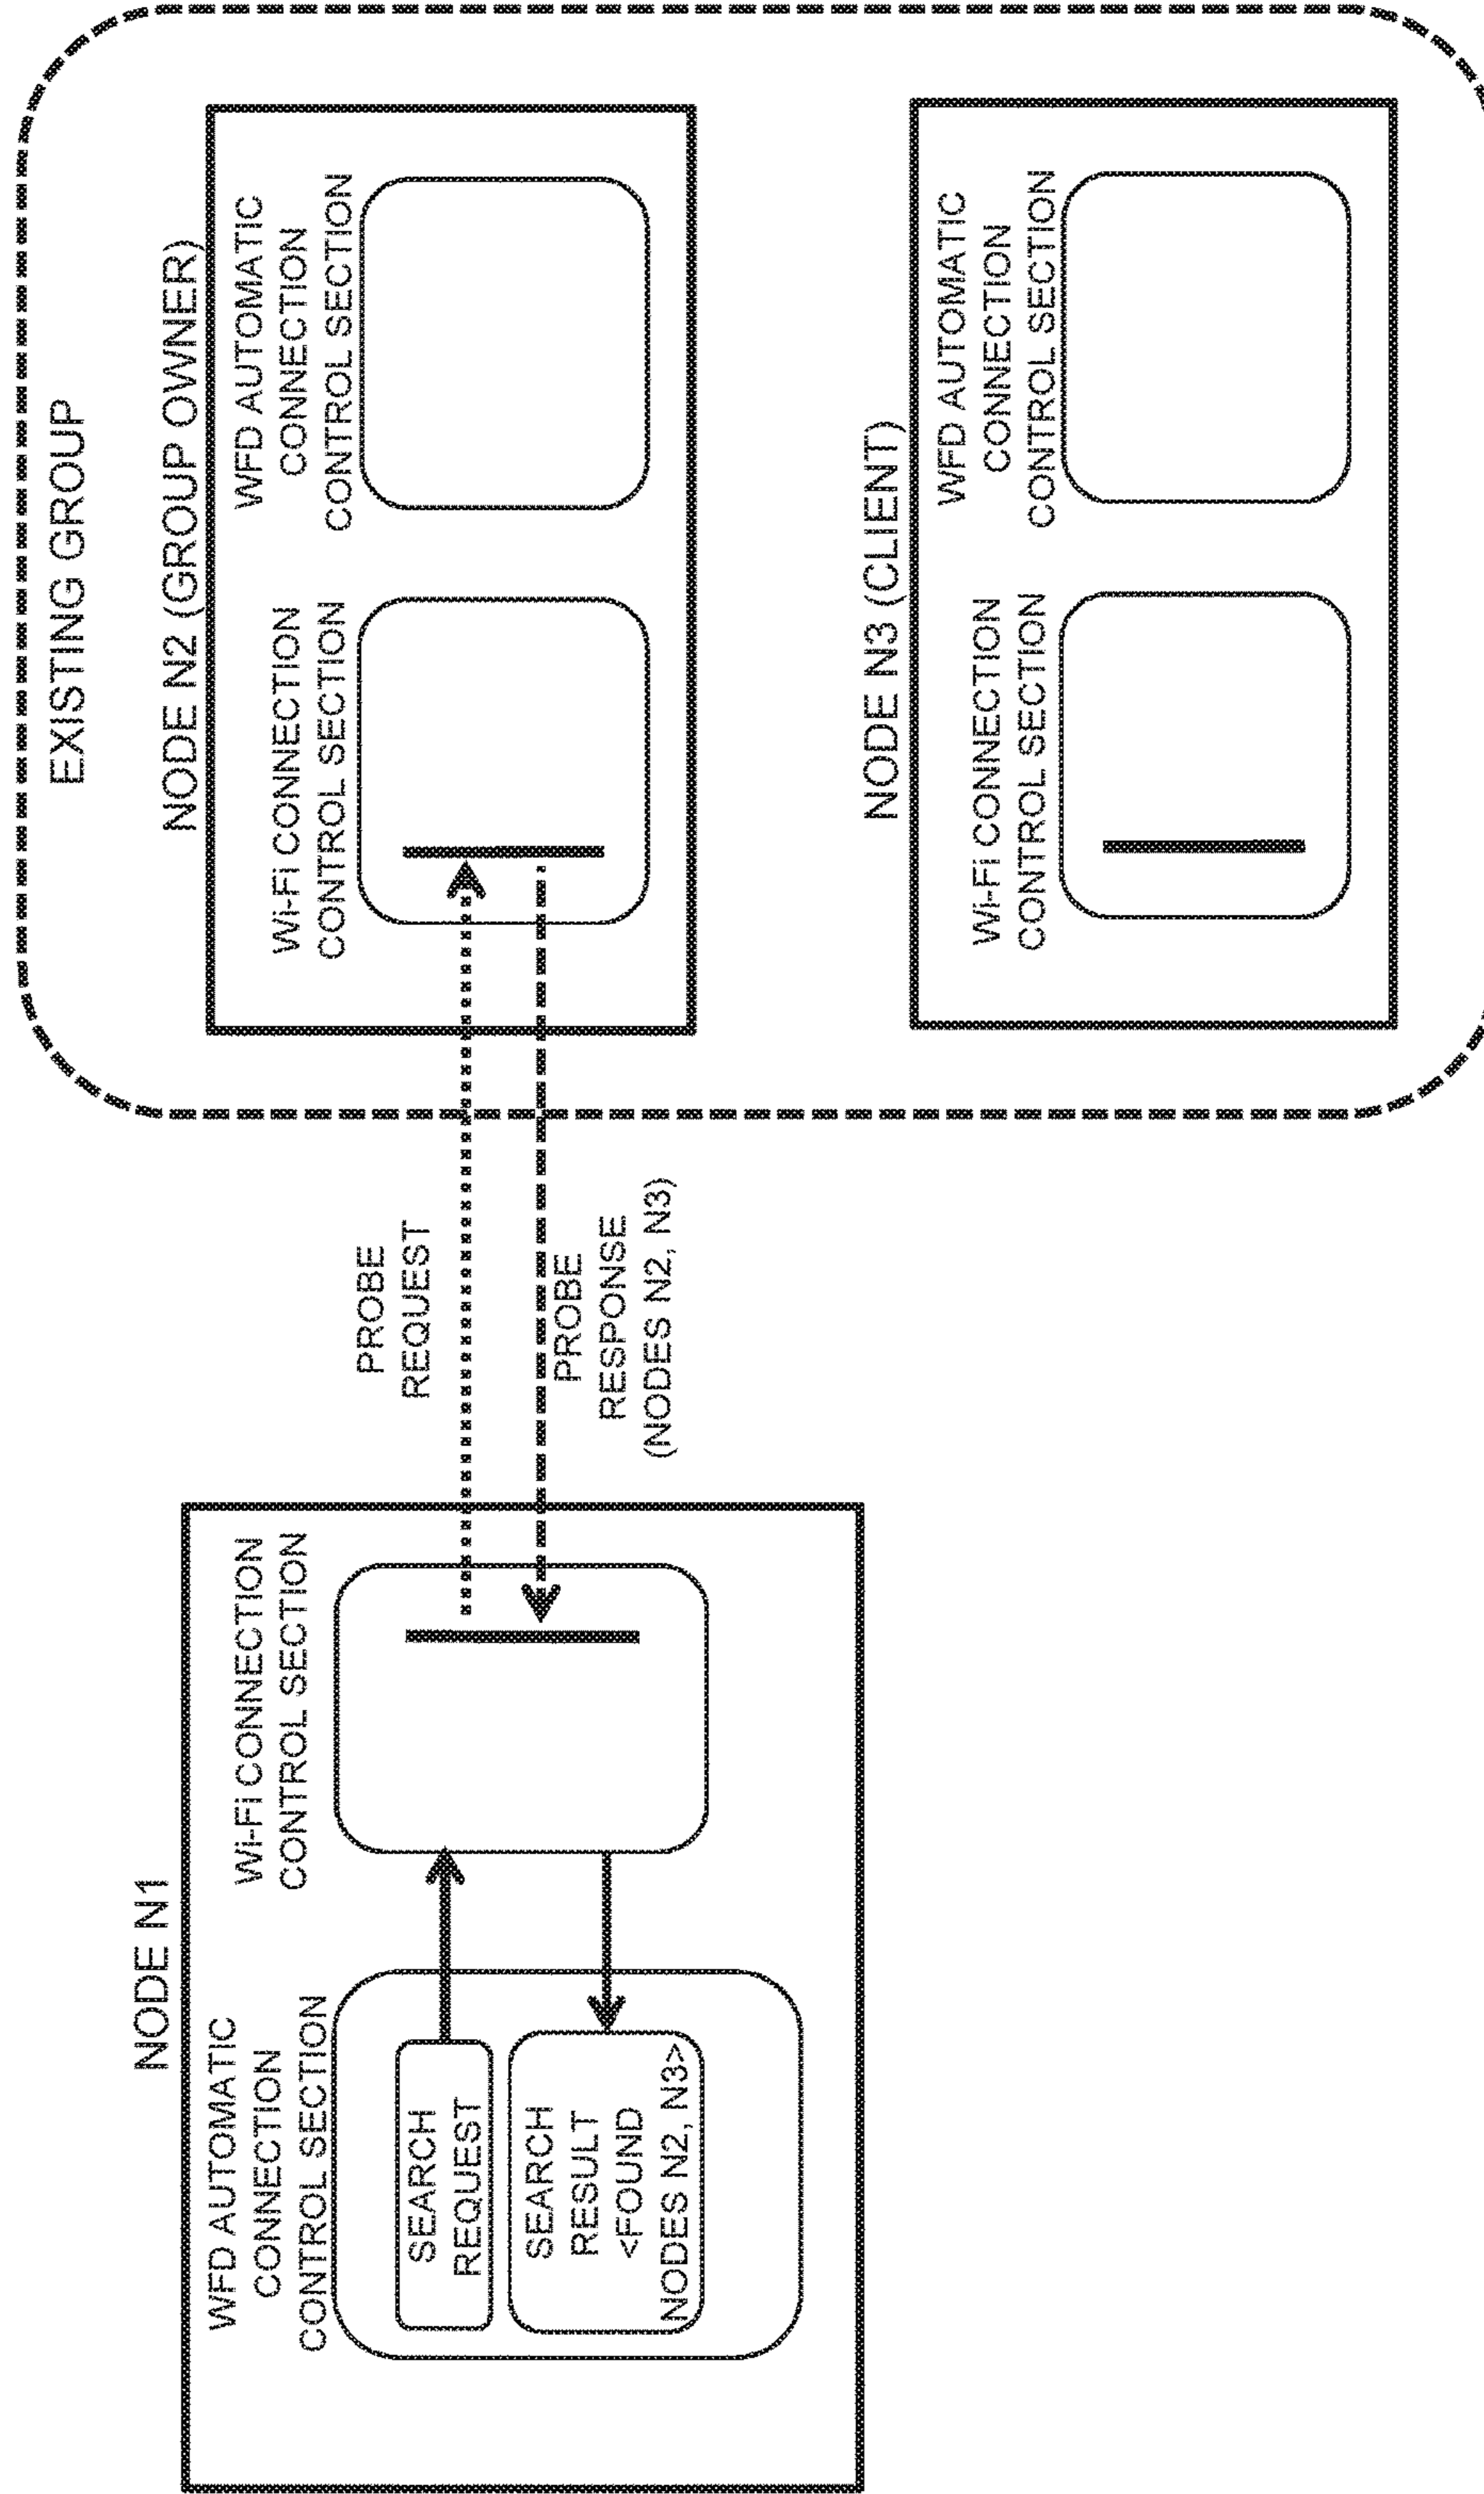 NODE N1
WFD AUTOMATIC
CONNECTION
CONTROL SECTION
SEARCH
REQUEST
SEARCH
RESULT
<FOUND
NODES N2, N3>
Wi-Fi CONNECTION
CONTROL SECTION
PROBE
REQUEST
PROBE
RESPONSE
(NODES N2, N3)
EXISTING GROUP
NODE N2 (GROUP OWNER)
Wi-Fi CONNECTION
CONTROL SECTION
WFD AUTOMATIC
CONNECTION
CONTROL SECTION
NODE N3 (CLIENT)
Wi-Fi CONNECTION
CONTROL SECTION
WFD AUTOMATIC
CONNECTION
CONTROL SECTION